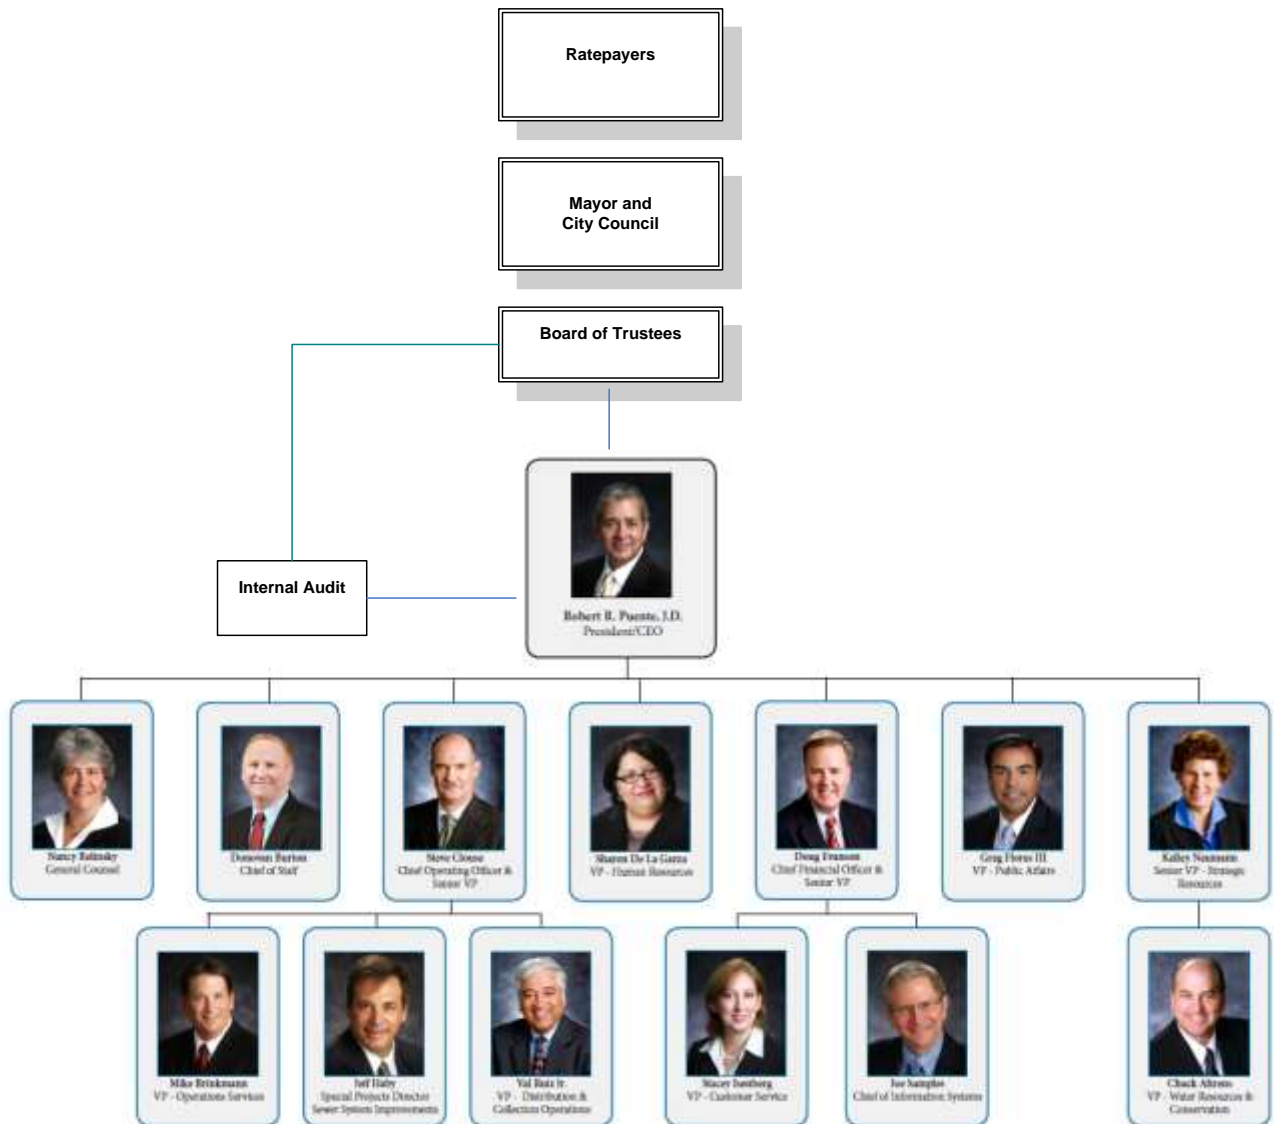 Ratepayers
Mayor and
City Council
Board of Trustees
Internal Audit
Robert R. Puente, J.D.
President/CEO
Nancy Belinsky
General Counsel
Donovan Burton
Chief of Staff
Steve Clouse
Chief Operating Officer &
Senior VP
Sharon De La Garza
VP - Human Resources
Doug Evanson
Chief Financial Officer &
Senior VP
Greg Flores III
VP - Public Affairs
Kelley Neumann
Senior VP - Strategic
Resources
Mike Brinkmann
VP - Operations Services
Jeff Haby
Special Projects Director
Sewer System Improvements
Val Ruiz Jr.
VP - Distribution &
Collection Operations
Stacey Isenberg
VP - Customer Service
Joe Samples
Chief of Information Systems
Chuck Ahrens
VP - Water Resources &
Conservation